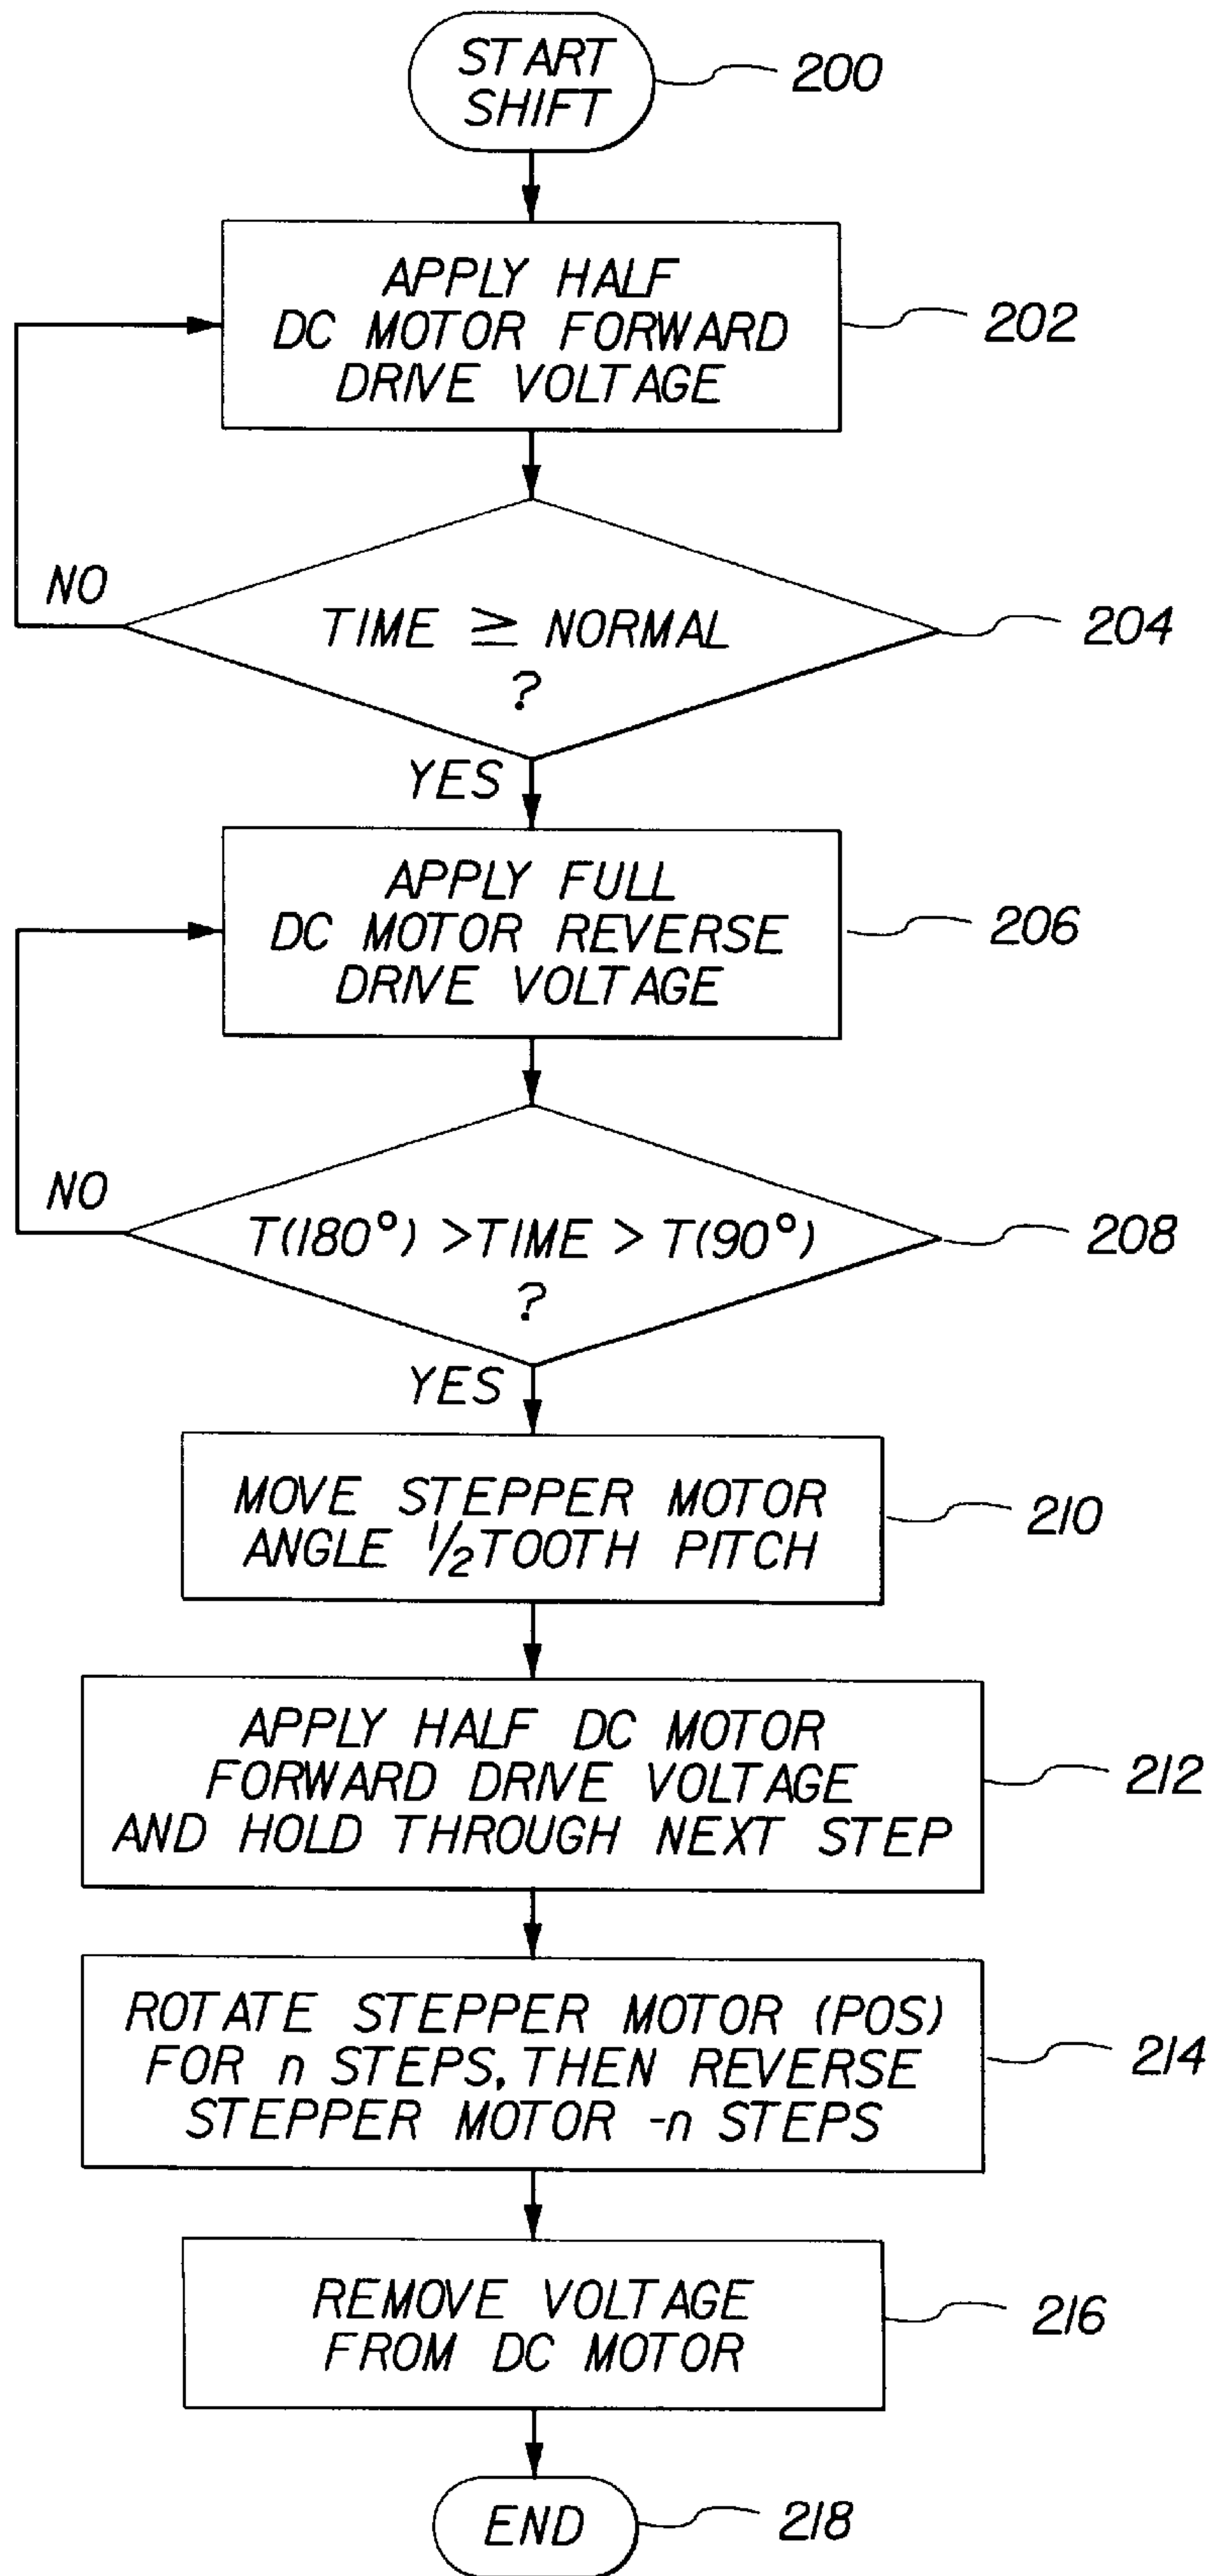 START
SHIFT
200
APPLY HALF
DC MOTOR FORWARD
DRIVE VOLTAGE
202
NO
TIME ≥ NORMAL
?
204
YES
APPLY FULL
DC MOTOR REVERSE
DRIVE VOLTAGE
206
NO
T(180°) > TIME > T(90°)
?
208
YES
MOVE STEPPER MOTOR
ANGLE 1/2 TOOTH PITCH
210
APPLY HALF DC MOTOR
FORWARD DRIVE VOLTAGE
AND HOLD THROUGH NEXT STEP
212
ROTATE STEPPER MOTOR (POS)
FOR n STEPS, THEN REVERSE
STEPPER MOTOR -n STEPS
214
REMOVE VOLTAGE
FROM DC MOTOR
216
END
218